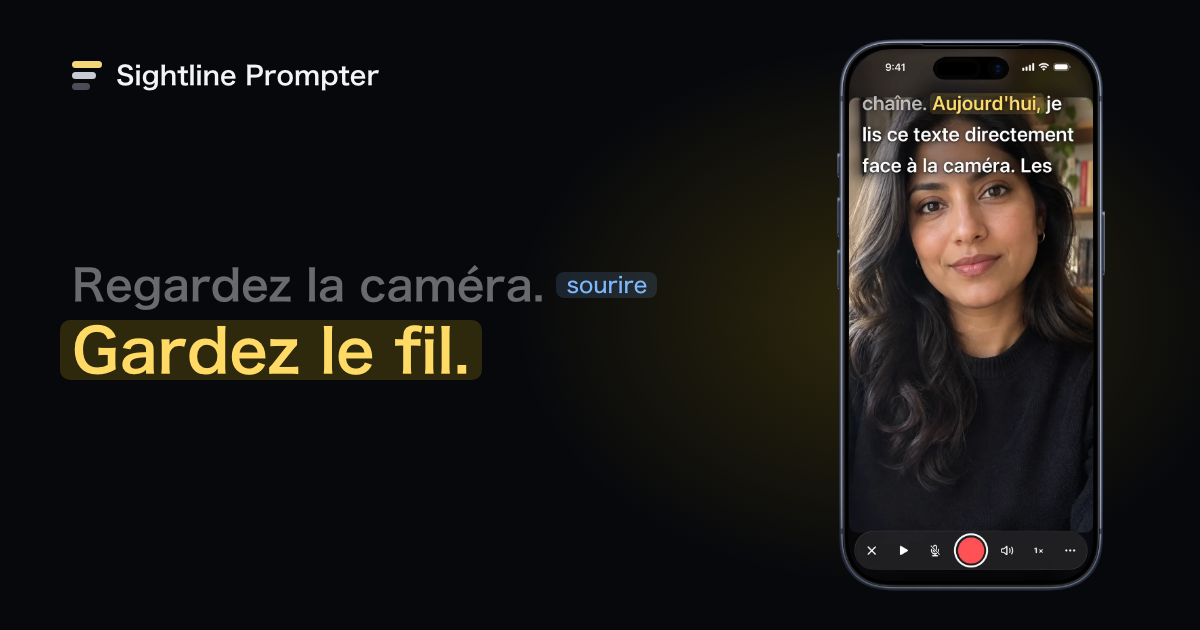 Sightline Prompter
Regardez la caméra. sourire
Gardez le fil.
9:41
chaîne. Aujourd'hui, je
lis ce texte directement
face à la caméra. Les
1×